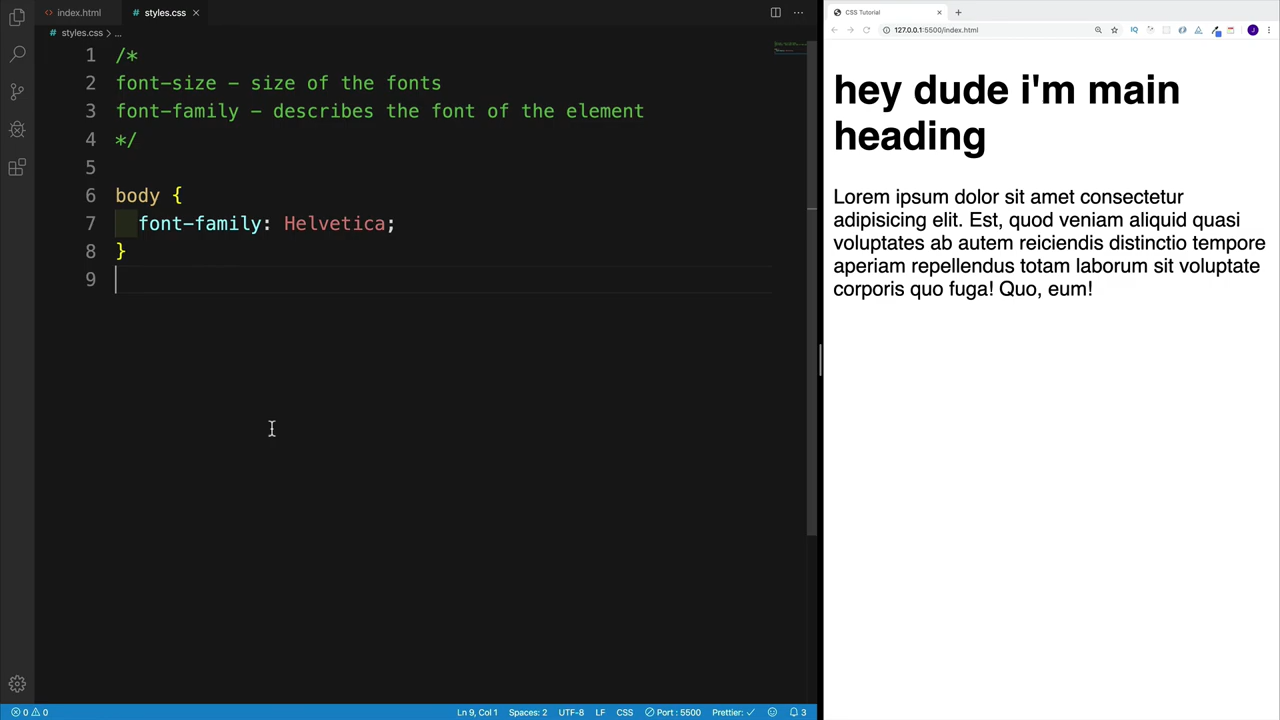 index.html
styles.css
styles.css > ...
1 /*
2 font-size - size of the fonts
3 font-family - describes the font of the element
4 */
5
6 body {
7 font-family: Helvetica;
8 }
9
Ln 9, Col 1 Spaces: 2 UTF-8 LF CSS Port : 5500 Prettier: ✓ 3
0 0
CSS Tutorial
127.0.0.1:5500/index.html
hey dude i'm main
heading
Lorem ipsum dolor sit amet consectetur
adipisicing elit. Est, quod veniam aliquid quasi
voluptates ab autem reiciendis distinctio tempore
aperiam repellendus totam laborum sit voluptate
corporis quo fuga! Quo, eum!